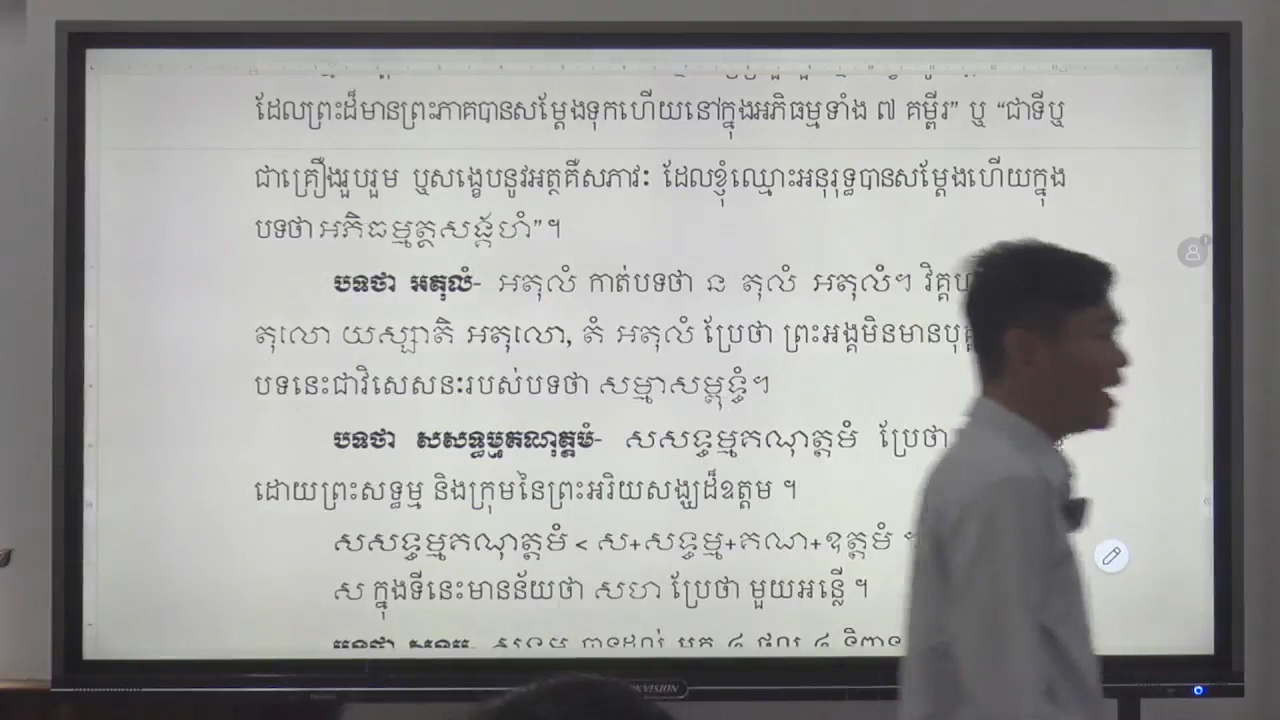 ដែលព្រះដ៏មានព្រះភាគបានសម្ដែងទុកហើយនៅក្នុងអភិធម្មទាំង ៧ គម្ពីរ” ឬ “ជាទីឬ
ជាគ្រឿងរួបរួម ឬសង្ខេបនូវអត្ថគឺសភាវៈ ដែលខ្ញុំឈ្មោះអនុរុទ្ធបានសម្ដែងហើយក្នុង
បទថា អភិធម្មត្ថសង្គហំ” ។
បទថា អតុលំ- អតុលំ កាត់បទថា ន តុលំ អតុលំ។
តុលោ យស្សាតិ អតុលោ, តំ អតុលំ ប្រែថា ព្រះអង្គមិនមាន
បទនេះជាវិសេសនៈរបស់បទថា សម្មាសម្ពុទ្ធំ។
បទថា សសទ្ធម្មគណុត្តមំ- សសទ្ធម្មគណុត្តមំ ប្រែថា
ដោយព្រះសទ្ធម្ម និងក្រុមនៃព្រះអរិយសង្ឃដ៏ឧត្តម ។
សសទ្ធម្មគណុត្តមំ < ស+សទ្ធម្ម+គណ+ឧត្តមំ ។
ស ក្នុងទីនេះមានន័យថា សហ ប្រែថា មួយអន្លើ ។